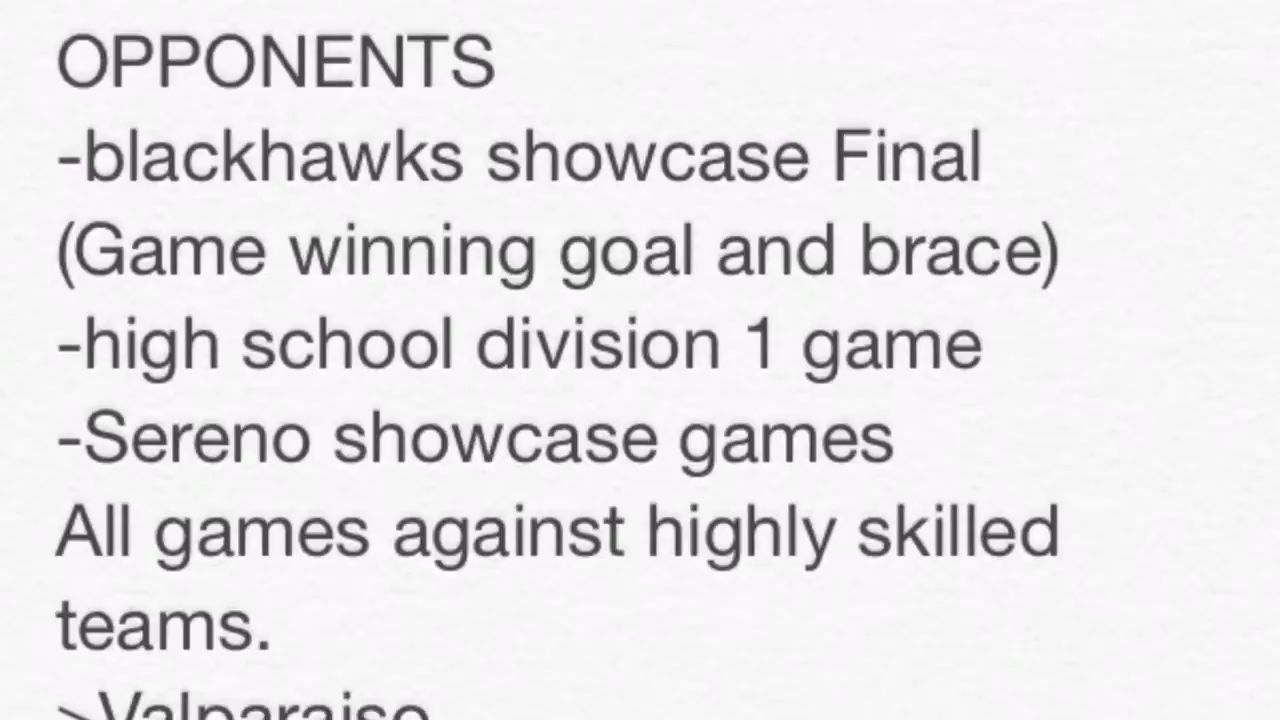 OPPONENTS
-blackhawks showcase Final
(Game winning goal and brace)
-high school division 1 game
-Sereno showcase games
All games against highly skilled
teams.
>Valparaiso